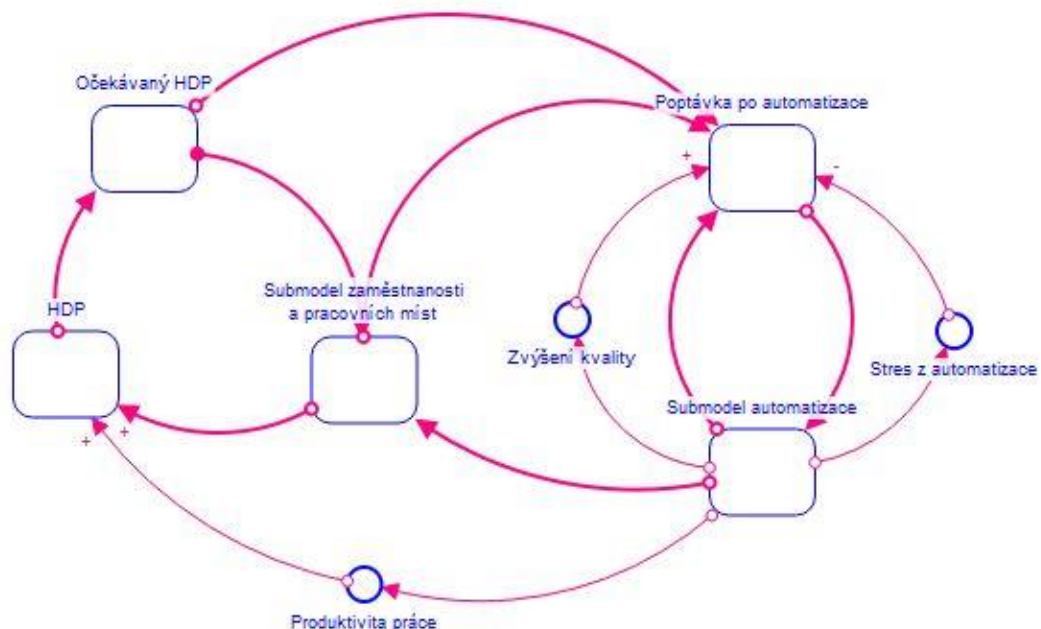 Očekávaný HDP
Poptávka po automatizace
+
-
Submodel zaměstnanosti
a pracovních míst
HDP
Zvýšení kvality
Stres z automatizace
Submodel automatizace
+
+
Produktivita práce